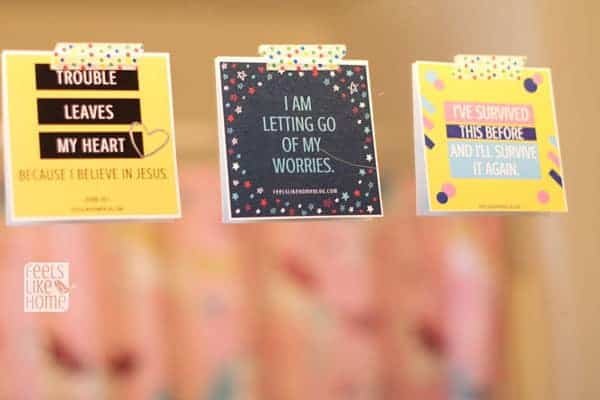 TROUBLE
LEAVES
MY HEART
BECAUSE I BELIEVE IN JESUS.
I AM
LETTING GO
OF MY
WORRIES.
FEELSLIKEHOMEBLOG.COM
I'VE SURVIVED
THIS BEFORE
AND I'LL SURVIVE
IT AGAIN.
FEELS
LIKE
HOME